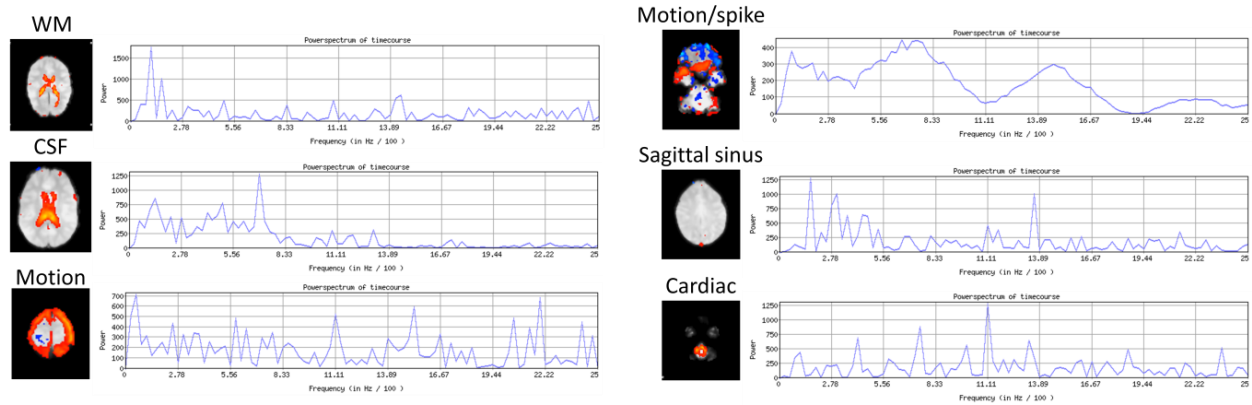 WM
Powerspectrum of timecourse
1500
1000
500
0
Power
0 2.78 5.56 8.33 11.11 13.89 16.67 19.44 22.22 25
Frequency (in Hz / 100 )
CSF
Powerspectrum of timecourse
1250
1000
750
500
250
0
Power
0 2.78 5.56 8.33 11.11 13.89 16.67 19.44 22.22 25
Frequency (in Hz / 100 )
Motion
Powerspectrum of timecourse
700
600
500
400
300
200
100
0
Power
0 2.78 5.56 8.33 11.11 13.89 16.67 19.44 22.22 25
Frequency (in Hz / 100 )
Motion/spike
Powerspectrum of timecourse
400
300
200
100
0
Power
0 2.78 5.56 8.33 11.11 13.89 16.67 19.44 22.22 25
Frequency (in Hz / 100 )
Sagittal sinus
Powerspectrum of timecourse
1250
1000
750
500
250
0
Power
0 2.78 5.56 8.33 11.11 13.89 16.67 19.44 22.22 25
Frequency (in Hz / 100 )
Cardiac
Powerspectrum of timecourse
1250
1000
750
500
250
0
Power
0 2.78 5.56 8.33 11.11 13.89 16.67 19.44 22.22 25
Frequency (in Hz / 100 )